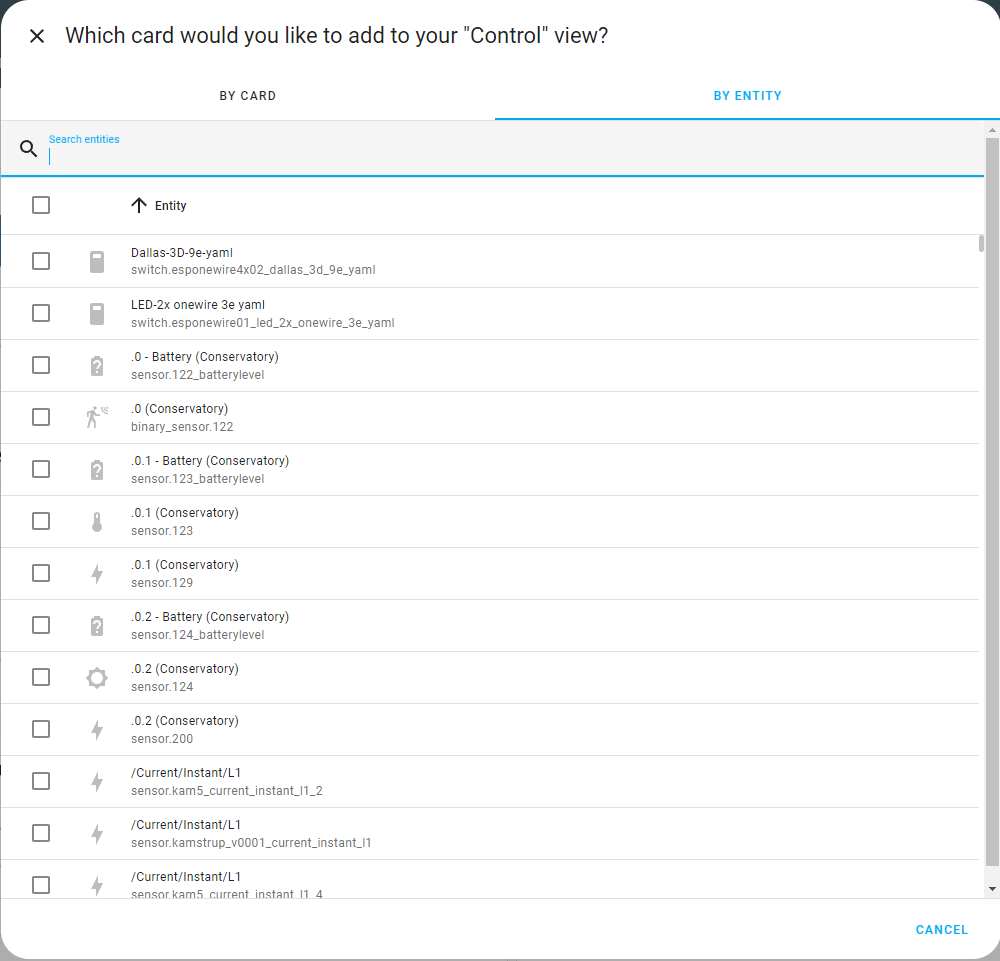 Which card would you like to add to your "Control" view?
BY CARD
BY ENTITY
Search entities
Entity
Dallas-3D-9e-yaml
switch.esponewire4x02_dallas_3d_9e_yaml
LED-2x onewire 3e yaml
switch.esponewire01_led_2x_onewire_3e_yaml
.0 - Battery (Conservatory)
sensor.122_batterylevel
.0 (Conservatory)
binary_sensor.122
.0.1 - Battery (Conservatory)
sensor.123_batterylevel
.0.1 (Conservatory)
sensor.123
.0.1 (Conservatory)
sensor.129
.0.2 - Battery (Conservatory)
sensor.124_batterylevel
.0.2 (Conservatory)
sensor.124
.0.2 (Conservatory)
sensor.200
/Current/Instant/L1
sensor.kam5_current_instant_l1_2
/Current/Instant/L1
sensor.kamstrup_v0001_current_instant_l1
/Current/Instant/L1
sensor.kam5_current_instant_l1_4
CANCEL